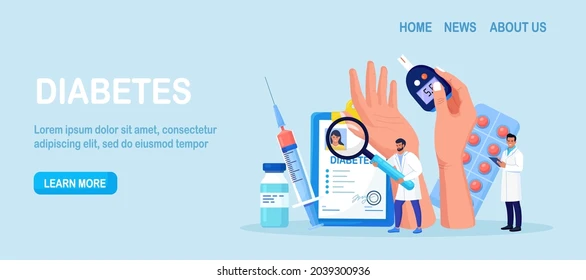 HOME NEWS ABOUT US
DIABETES
Lorem ipsum dolor sit amet, consectetur
adipiscing elit, sed do eiusmod tempor
LEARN MORE
DIABETES
shutterstock.com · 2039300936